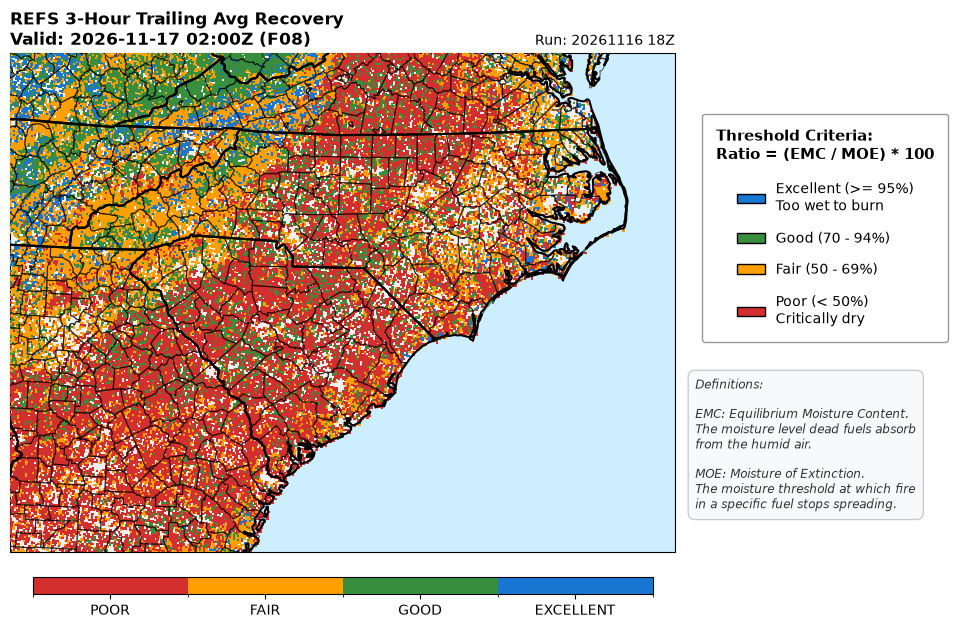 REFS 3-Hour Trailing Avg Recovery
Valid: 2026-11-17 02:00Z (F08)
Run: 20261116 18Z
Threshold Criteria:
Ratio = (EMC / MOE) * 100
Excellent (>= 95%)
Too wet to burn
Good (70 - 94%)
Fair (50 - 69%)
Poor (< 50%)
Critically dry
Definitions:
EMC: Equilibrium Moisture Content.
The moisture level dead fuels absorb
from the humid air.
MOE: Moisture of Extinction.
The moisture threshold at which fire
in a specific fuel stops spreading.
POOR
FAIR
GOOD
EXCELLENT